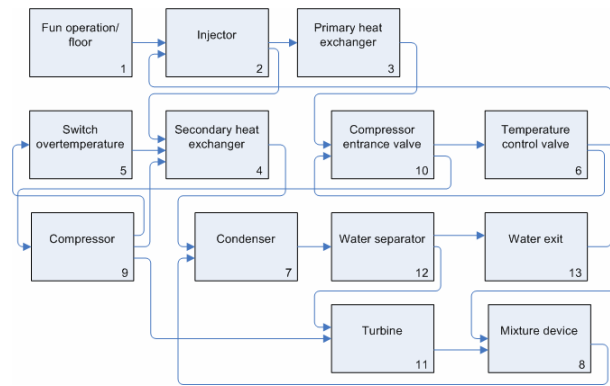 Fun operation/
floor
1
Injector
2
Primary heat
exchanger
3
Switch
overtemperature
5
Secondary heat
exchanger
4
Compressor
entrance valve
10
Temperature
control valve
6
Compressor
9
Condenser
7
Water separator
12
Water exit
13
Turbine
11
Mixture device
8